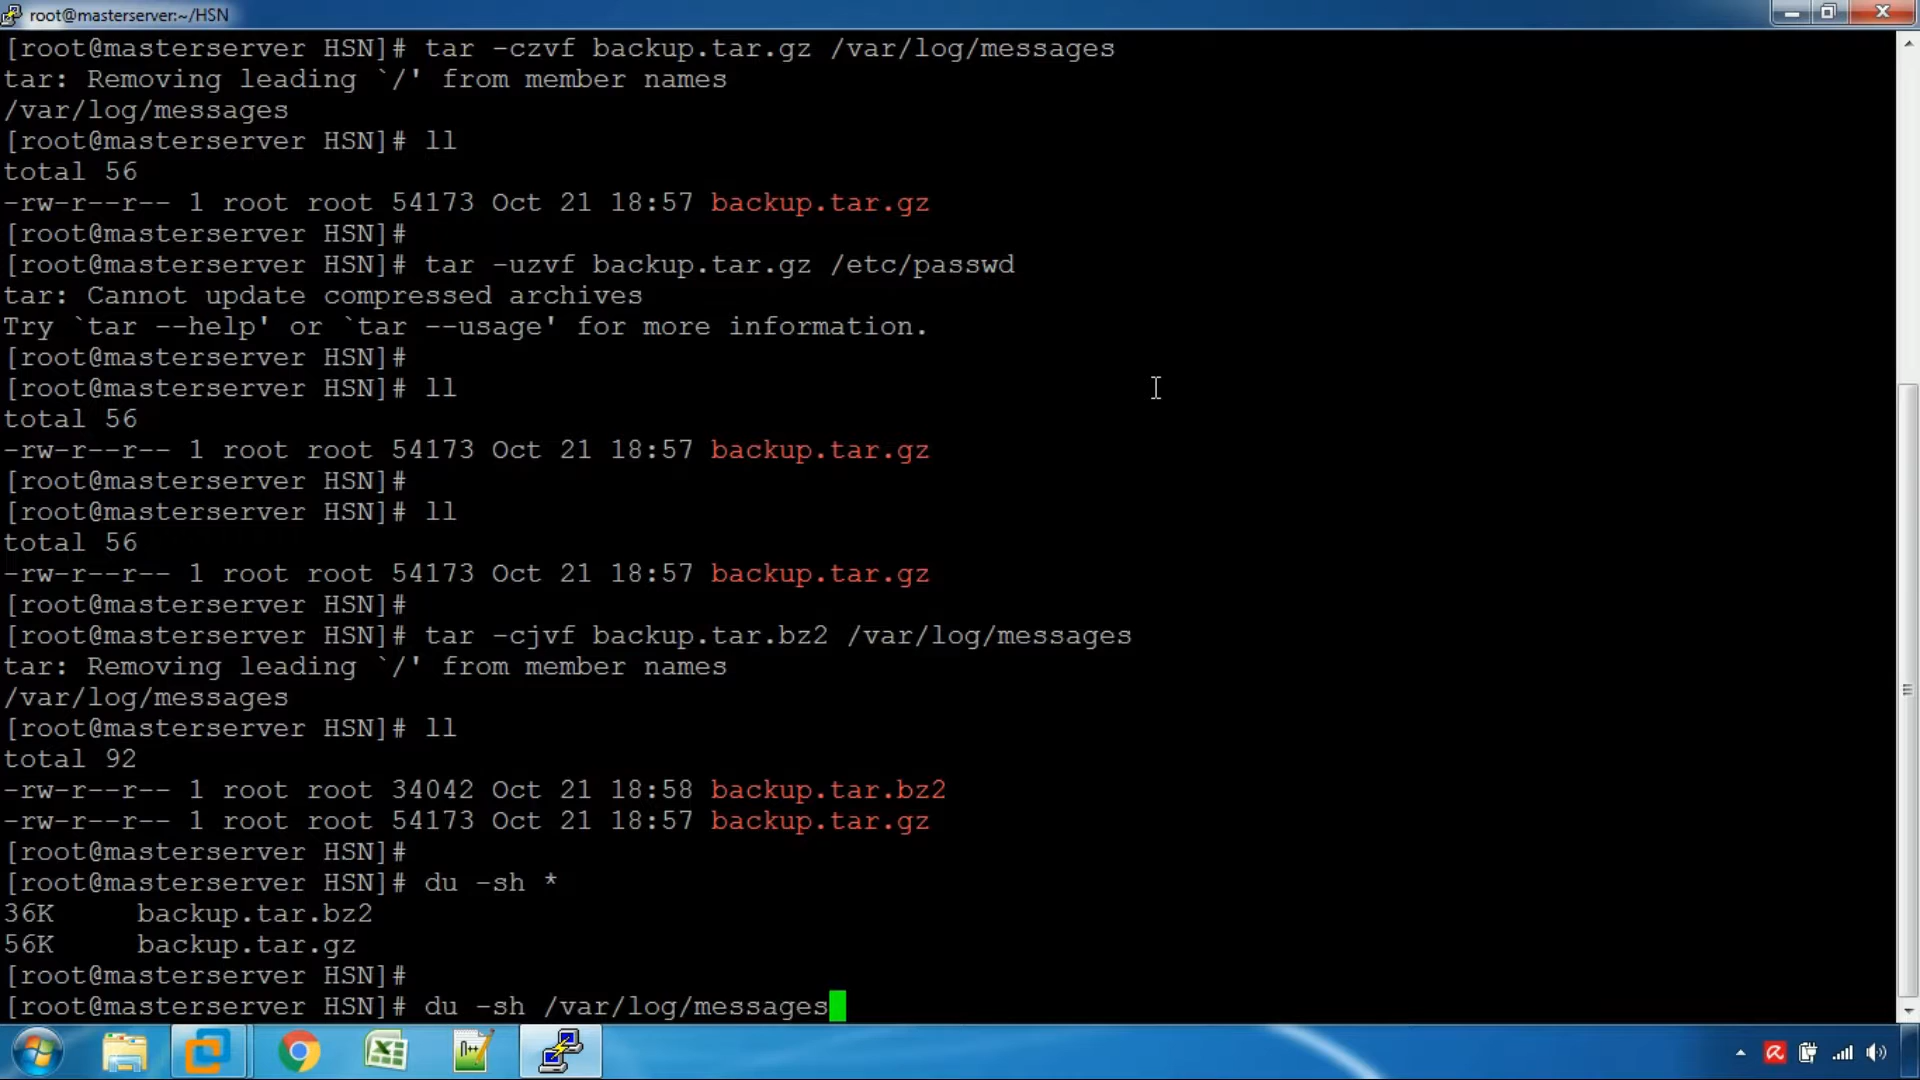 root@masterserver:~/HSN
[root@masterserver HSN]# tar -czvf backup.tar.gz /var/log/messages
tar: Removing leading `/' from member names
/var/log/messages
[root@masterserver HSN]# ll
total 56
-rw-r--r-- 1 root root 54173 Oct 21 18:57 backup.tar.gz
[root@masterserver HSN]#
[root@masterserver HSN]# tar -uzvf backup.tar.gz /etc/passwd
tar: Cannot update compressed archives
Try `tar --help' or `tar --usage' for more information.
[root@masterserver HSN]#
[root@masterserver HSN]# ll
total 56
-rw-r--r-- 1 root root 54173 Oct 21 18:57 backup.tar.gz
[root@masterserver HSN]#
[root@masterserver HSN]# ll
total 56
-rw-r--r-- 1 root root 54173 Oct 21 18:57 backup.tar.gz
[root@masterserver HSN]#
[root@masterserver HSN]# tar -cjvf backup.tar.bz2 /var/log/messages
tar: Removing leading `/' from member names
/var/log/messages
[root@masterserver HSN]# ll
total 92
-rw-r--r-- 1 root root 34042 Oct 21 18:58 backup.tar.bz2
-rw-r--r-- 1 root root 54173 Oct 21 18:57 backup.tar.gz
[root@masterserver HSN]#
[root@masterserver HSN]# du -sh *
36K     backup.tar.bz2
56K     backup.tar.gz
[root@masterserver HSN]#
[root@masterserver HSN]# du -sh /var/log/messages